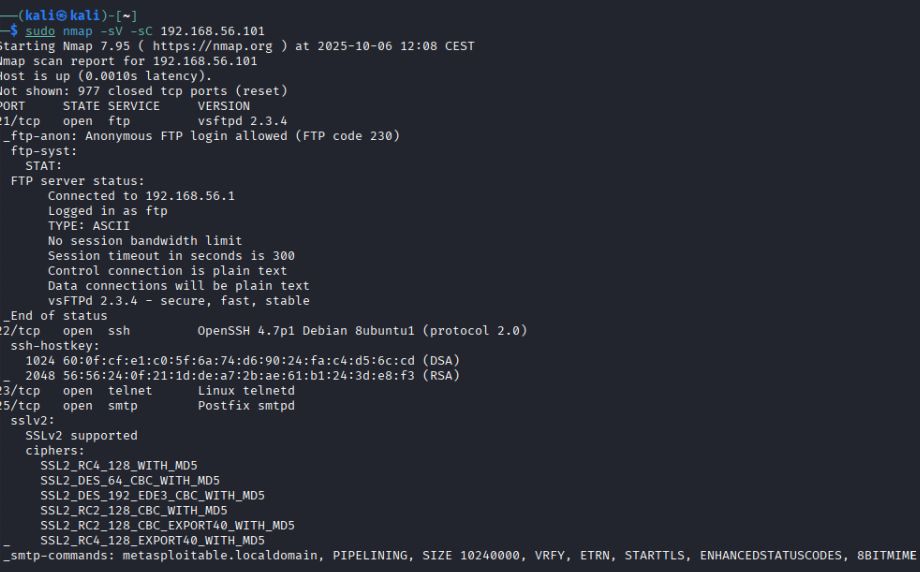 ──(kali㉿kali)-[~]
─$ sudo nmap -sV -sC 192.168.56.101
Starting Nmap 7.95 ( https://nmap.org ) at 2025-10-06 12:08 CEST
Nmap scan report for 192.168.56.101
Host is up (0.0010s latency).
Not shown: 977 closed tcp ports (reset)
PORT     STATE SERVICE     VERSION
21/tcp   open  ftp         vsftpd 2.3.4
_ftp-anon: Anonymous FTP login allowed (FTP code 230)
ftp-syst:
STAT:
FTP server status:
Connected to 192.168.56.1
Logged in as ftp
TYPE: ASCII
No session bandwidth limit
Session timeout in seconds is 300
Control connection is plain text
Data connections will be plain text
vsFTPd 2.3.4 - secure, fast, stable
_End of status
22/tcp   open  ssh         OpenSSH 4.7p1 Debian 8ubuntu1 (protocol 2.0)
ssh-hostkey:
1024 60:0f:cf:e1:c0:5f:6a:74:d6:90:24:fa:c4:d5:6c:cd (DSA)
_  2048 56:56:24:0f:21:1d:de:a7:2b:ae:61:b1:24:3d:e8:f3 (RSA)
23/tcp   open  telnet      Linux telnetd
25/tcp   open  smtp        Postfix smtpd
sslv2:
SSLv2 supported
ciphers:
SSL2_RC4_128_WITH_MD5
SSL2_DES_64_CBC_WITH_MD5
SSL2_DES_192_EDE3_CBC_WITH_MD5
SSL2_RC2_128_CBC_WITH_MD5
SSL2_RC2_128_CBC_EXPORT40_WITH_MD5
_    SSL2_RC4_128_EXPORT40_WITH_MD5
_smtp-commands: metasploitable.localdomain, PIPELINING, SIZE 10240000, VRFY, ETRN, STARTTLS, ENHANCEDSTATUSCODES, 8BITMIME